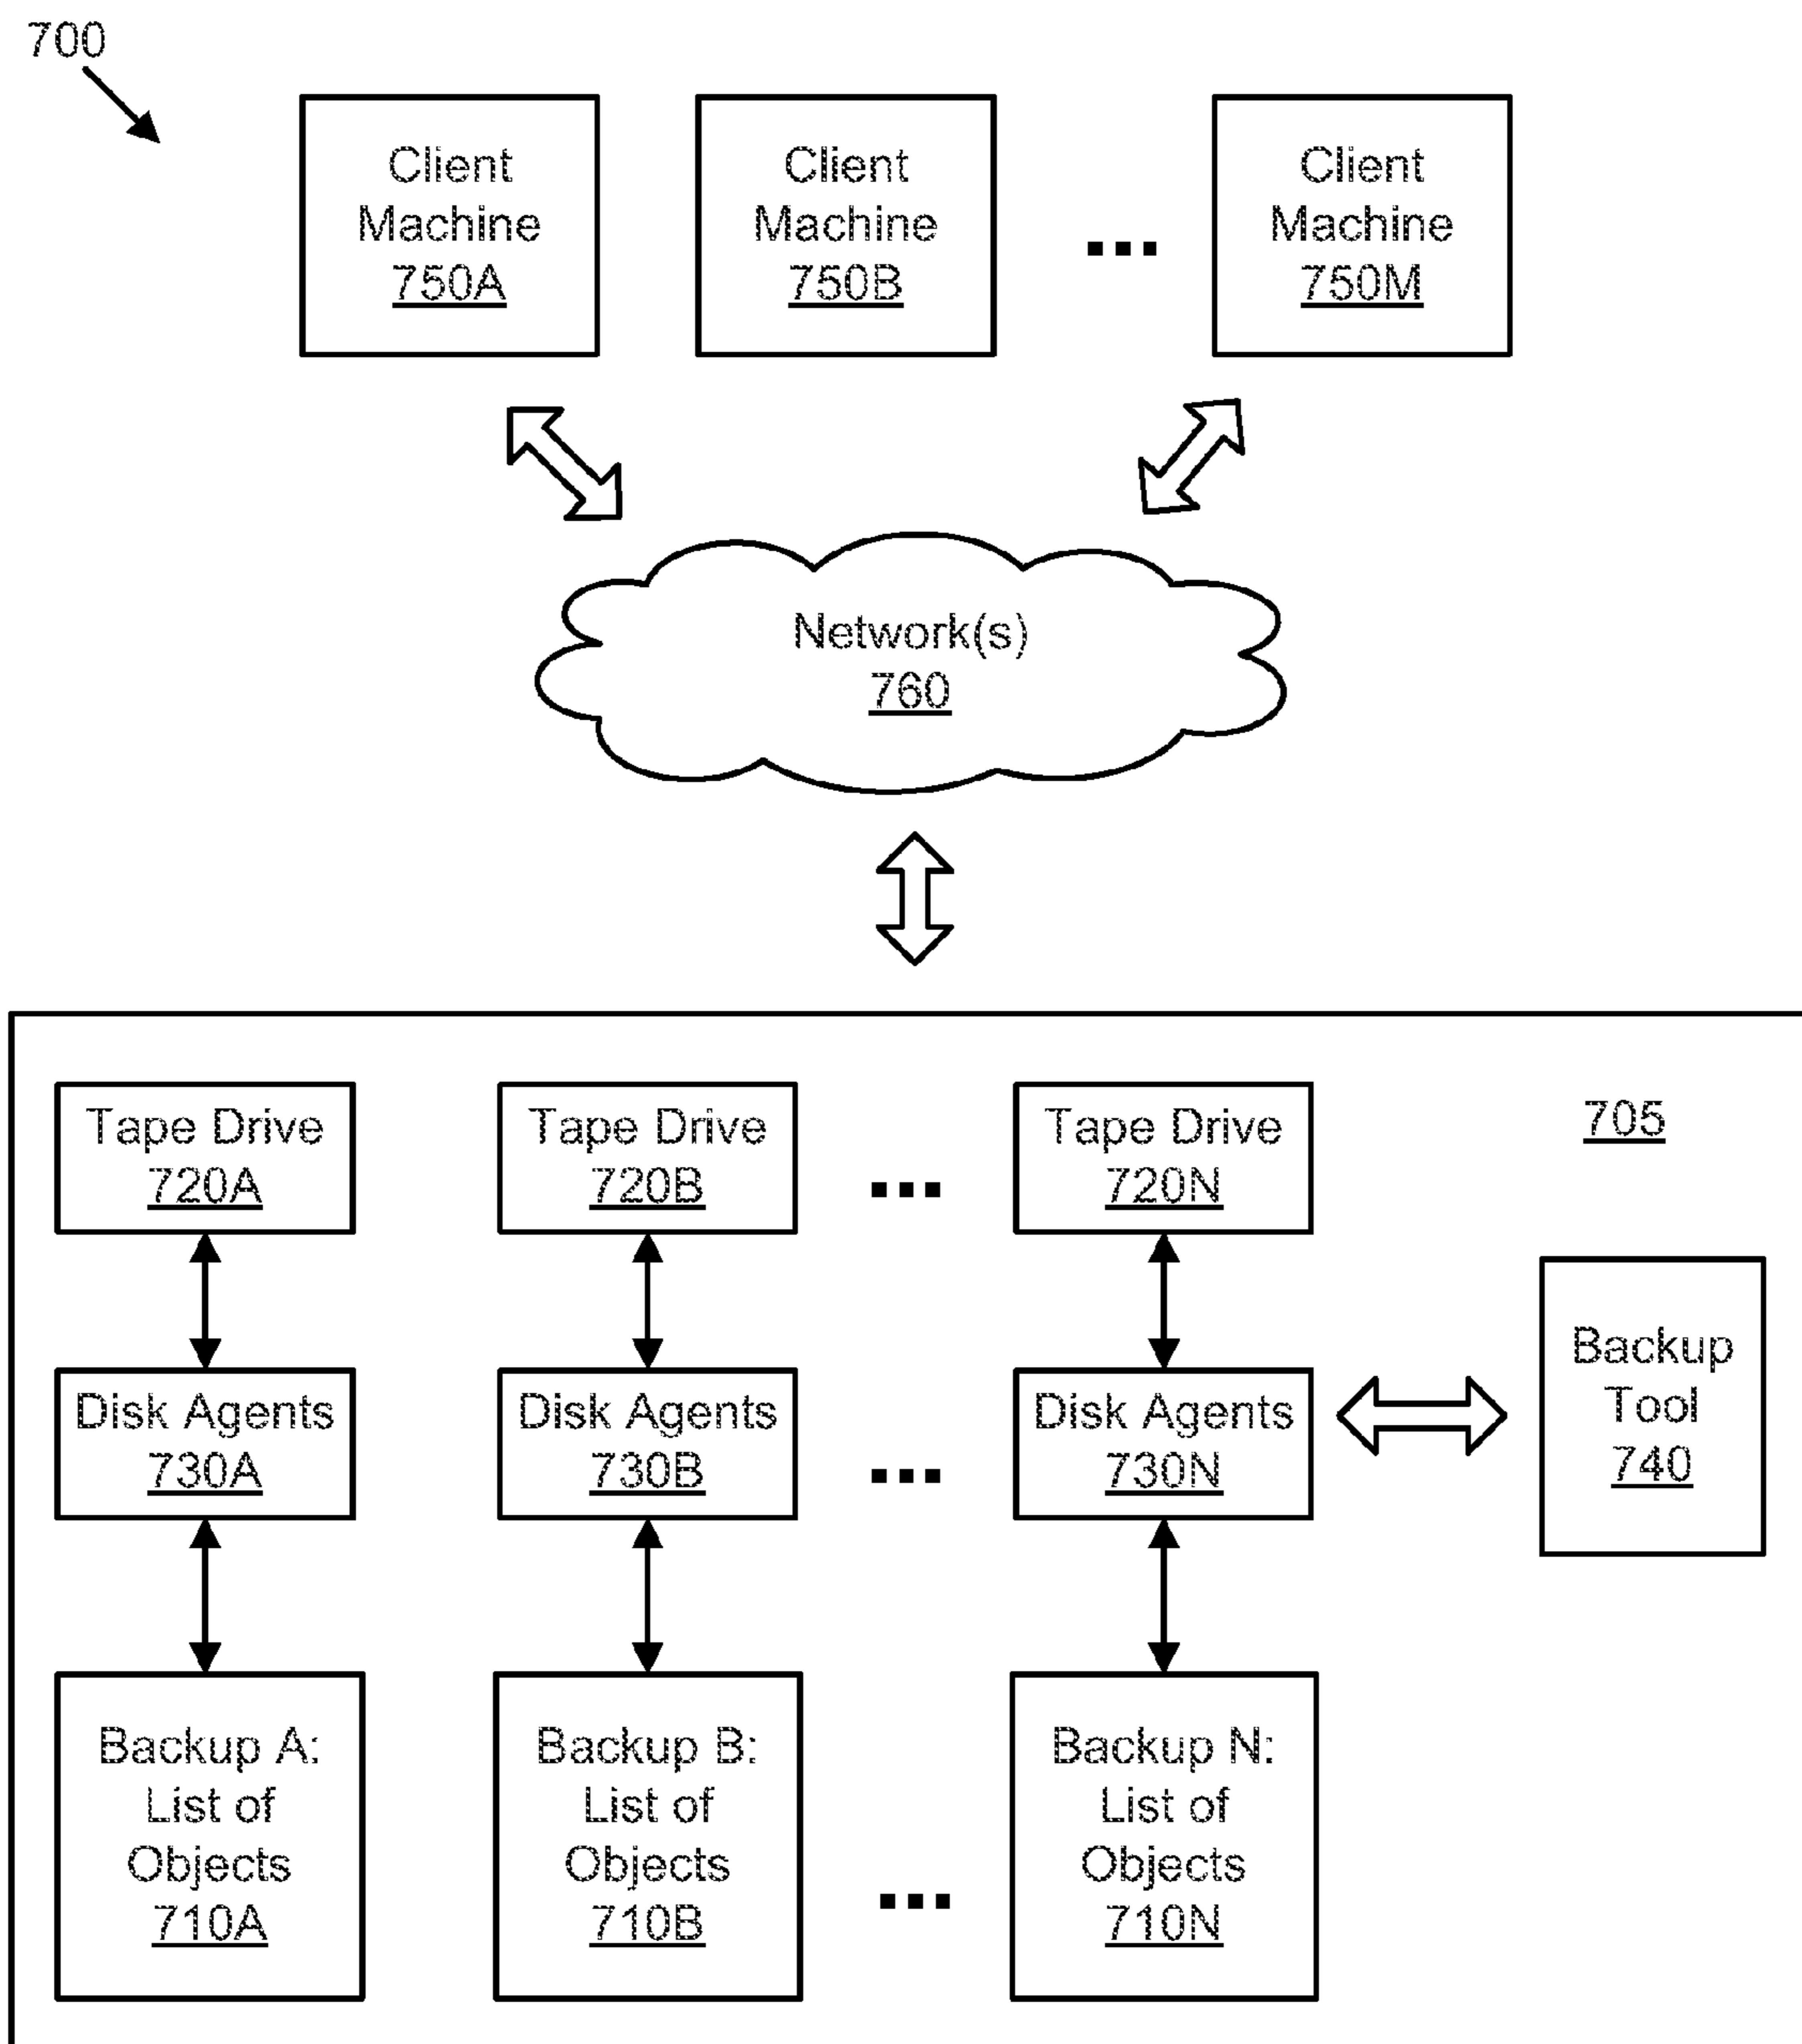 700
Client
Machine
750A
Client
Machine
750B
...
Client
Machine
750M
Network(s)
760
Tape Drive
720A
Tape Drive
720B
...
Tape Drive
720N
705
Disk Agents
730A
Disk Agents
730B
...
Disk Agents
730N
Backup
Tool
740
Backup A:
List of
Objects
710A
Backup B:
List of
Objects
710B
...
Backup N:
List of
Objects
710N